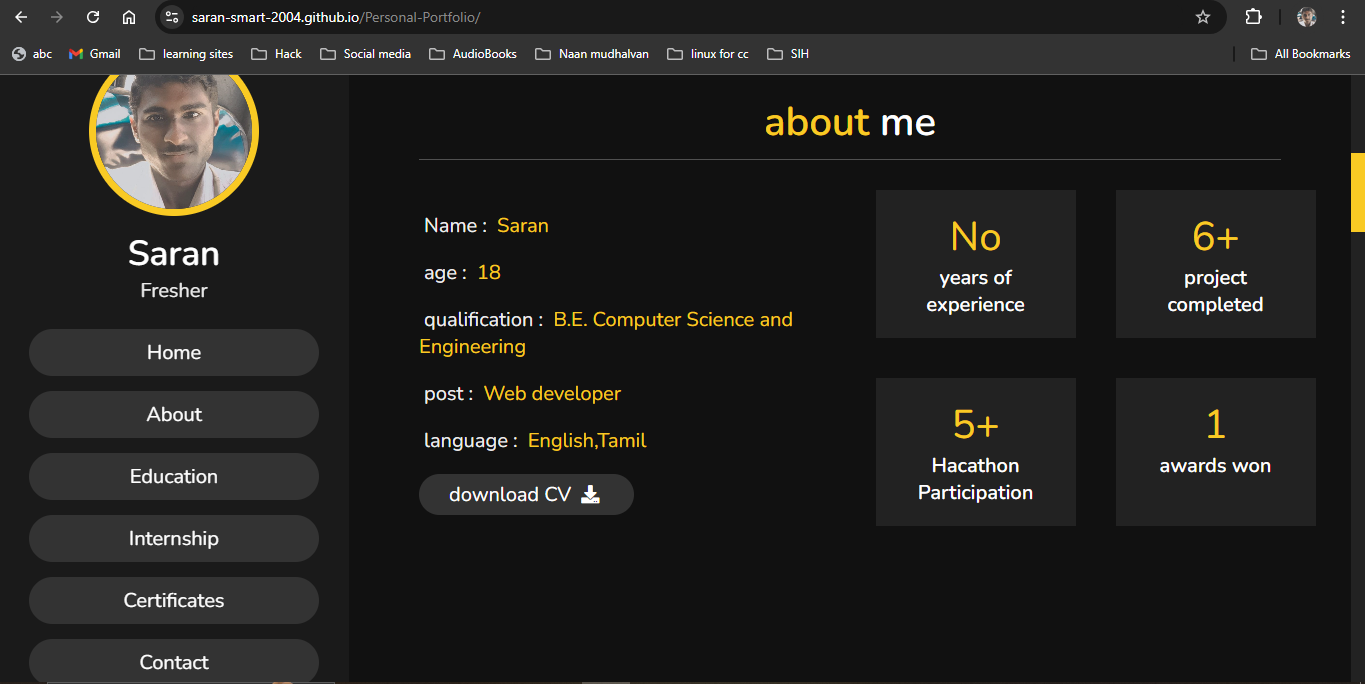 saran-smart-2004.github.io/Personal-Portfolio/
abc Gmail learning sites Hack Social media AudioBooks Naan mudhalvan linux for cc SIH All Bookmarks
Saran
Fresher
Home
About
Education
Internship
Certificates
Contact
about me
Name : Saran
age : 18
qualification : B.E. Computer Science and
Engineering
post : Web developer
language : English,Tamil
download CV
No
years of
experience
6+
project
completed
5+
Hacathon
Participation
1
awards won